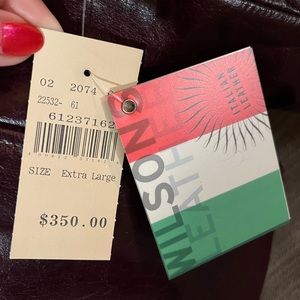 02 2074
22532- 61
61237162
SIZE Extra Large
$350.00
WILSONS
LEATHER
ITALIAN
LEATHER